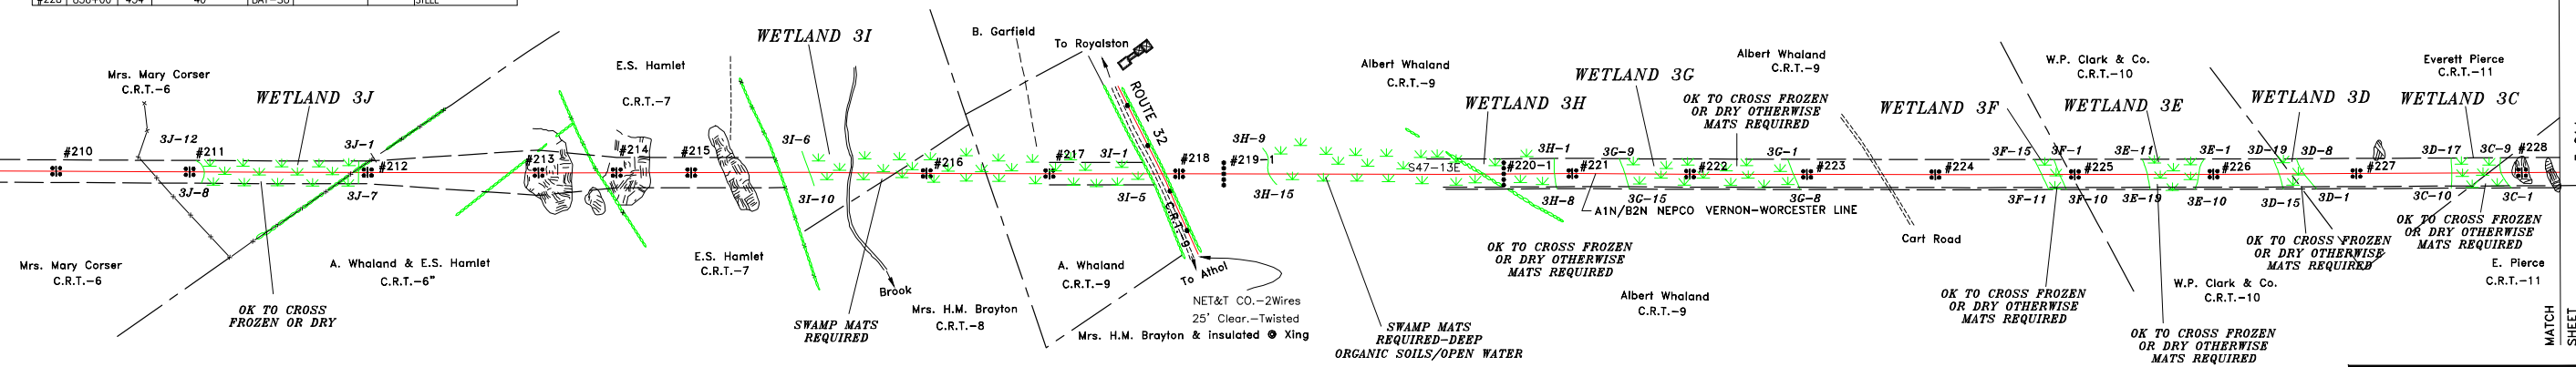 #228 858+00 454 40 DAT-30 STEEL
Mrs. Mary Corser
C.R.T.-6
WETLAND 3J
E.S. Hamlet
C.R.T.-7
WETLAND 3I
B. Garfield
To Royalston
ROUTE 32
Albert Whaland
C.R.T.-9
WETLAND 3H
WETLAND 3G
Albert Whaland
C.R.T.-9
OK TO CROSS FROZEN
OR DRY OTHERWISE
MATS REQUIRED
WETLAND 3F
W.P. Clark & Co.
C.R.T.-10
WETLAND 3E
WETLAND 3D
Everett Pierce
C.R.T.-11
WETLAND 3C
#210
3J-12
#211
3J-1
#212
3J-8
3J-7
#213
#214
#215
3I-6
3I-10
#216
#217
3I-1
3I-5
#218
#219-1
3H-9
3H-15
S47-13E
#220-1
3H-1
3H-8
#221
3G-9
3G-15
#222
3G-1
3G-8
#223
#224
3F-15
3F-1
3F-11
3F-10
#225
3E-11
3E-1
3E-19
3E-10
#226
3D-19
3D-8
3D-15
3D-1
#227
3D-17
3C-9
3C-10
3C-1
#228
A1N/B2N NEPCO VERNON-WORCESTER LINE
C.R.T.-9
Mrs. Mary Corser
C.R.T.-6
A. Whaland & E.S. Hamlet
C.R.T.-6"
OK TO CROSS
FROZEN OR DRY
E.S. Hamlet
C.R.T.-7
Brook
SWAMP MATS
REQUIRED
Mrs. H.M. Brayton
C.R.T.-8
A. Whaland
C.R.T.-9
To Athol
NET&T CO.-2Wires
25' Clear.-Twisted
Mrs. H.M. Brayton & insulated @ Xing
SWAMP MATS
REQUIRED-DEEP
ORGANIC SOILS/OPEN WATER
OK TO CROSS FROZEN
OR DRY OTHERWISE
MATS REQUIRED
Albert Whaland
C.R.T.-9
Cart Road
OK TO CROSS FROZEN
OR DRY OTHERWISE
MATS REQUIRED
OK TO CROSS FROZEN
OR DRY OTHERWISE
MATS REQUIRED
W.P. Clark & Co.
C.R.T.-10
OK TO CROSS FROZEN
OR DRY OTHERWISE
MATS REQUIRED
OK TO CROSS FROZEN
OR DRY OTHERWISE
MATS REQUIRED
E. Pierce
C.R.T.-11
MATCH
SHEET